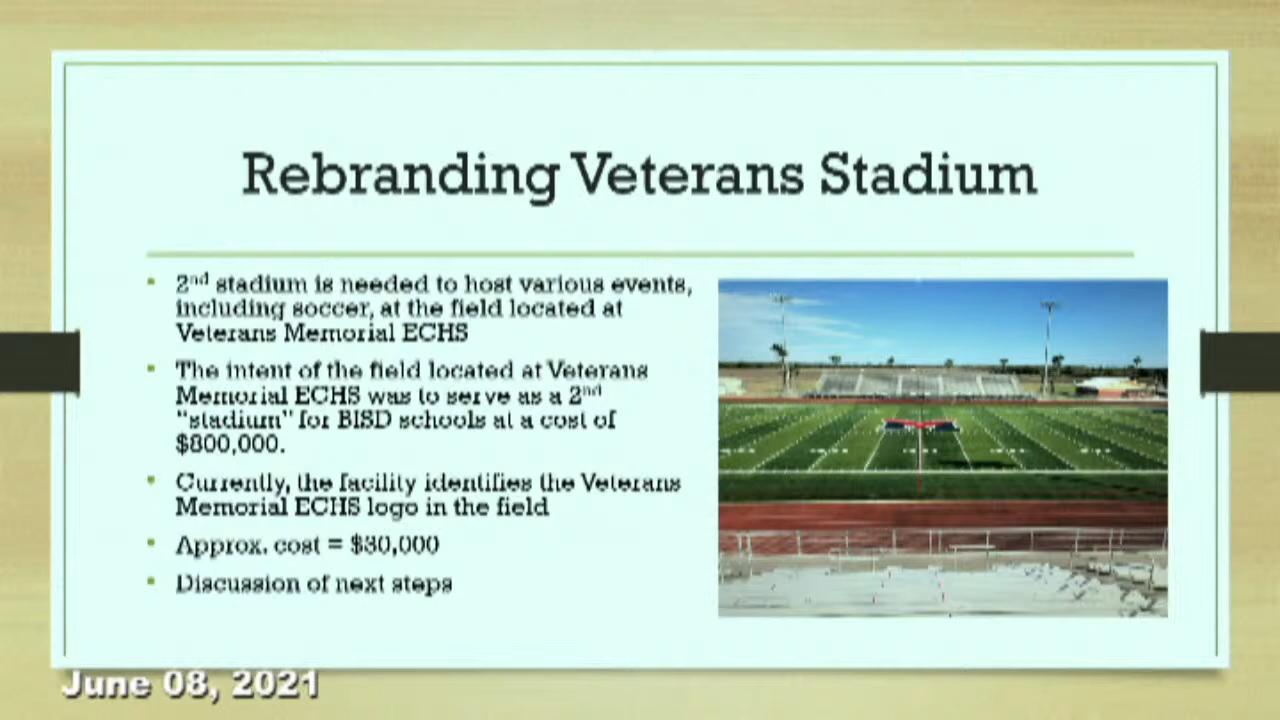 Rebranding Veterans Stadium
• 2nd stadium is needed to host various events,
including soccer, at the field located at
Veterans Memorial ECHS
• The intent of the field located at Veterans
Memorial ECHS was to serve as a 2nd
"stadium" for BISD schools at a cost of
$800,000.
• Currently, the facility identifies the Veterans
Memorial ECHS logo in the field
• Approx. cost = $30,000
• Discussion of next steps
June 08, 2021